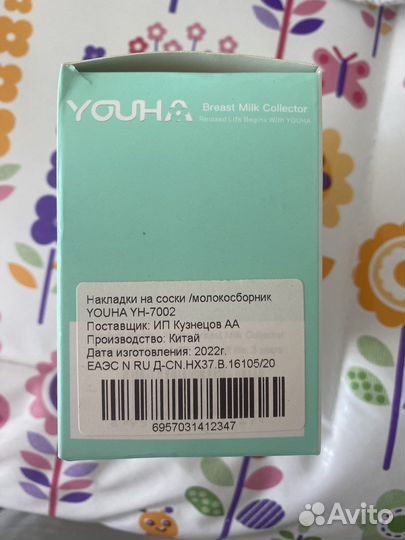 YOUHA Breast Milk Collector
Relaxed Life Begins With YOUHA
Накладки на соски /молокосборник
YOUHA YH-7002
Поставщик: ИП Кузнецов АА
Производство: Китай
Дата изготовления: 2022г.
ЕАЭС N RU Д-CN.НХ37.В.16105/20
6957031412347
Avito